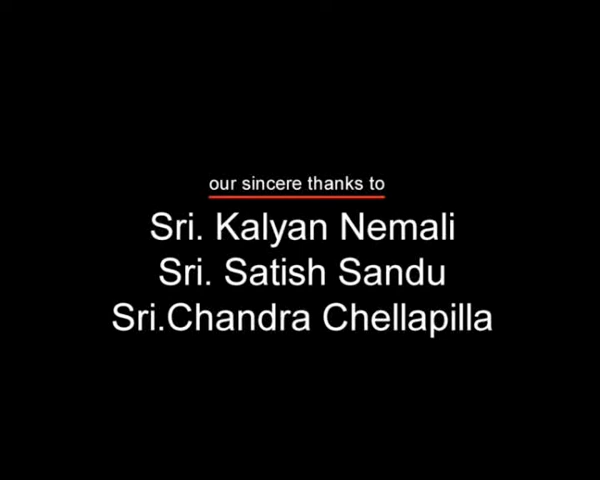 our sincere thanks to
Sri. Kalyan Nemali
Sri. Satish Sandu
Sri.Chandra Chellapilla